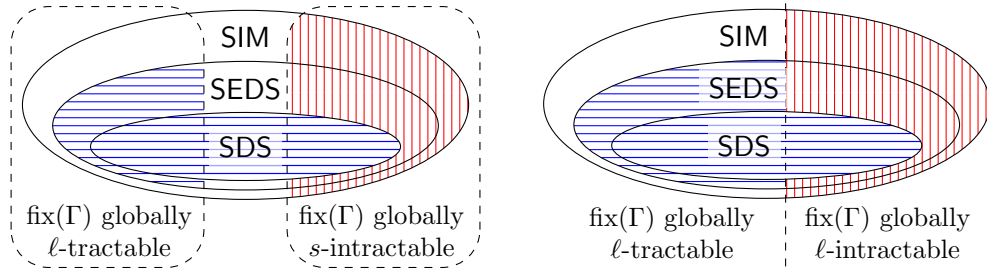 SIM
SEDS
SDS
fix(Γ) globally
ℓ-tractable
fix(Γ) globally
s-intractable
SIM
SEDS
SDS
fix(Γ) globally
ℓ-tractable
fix(Γ) globally
ℓ-intractable